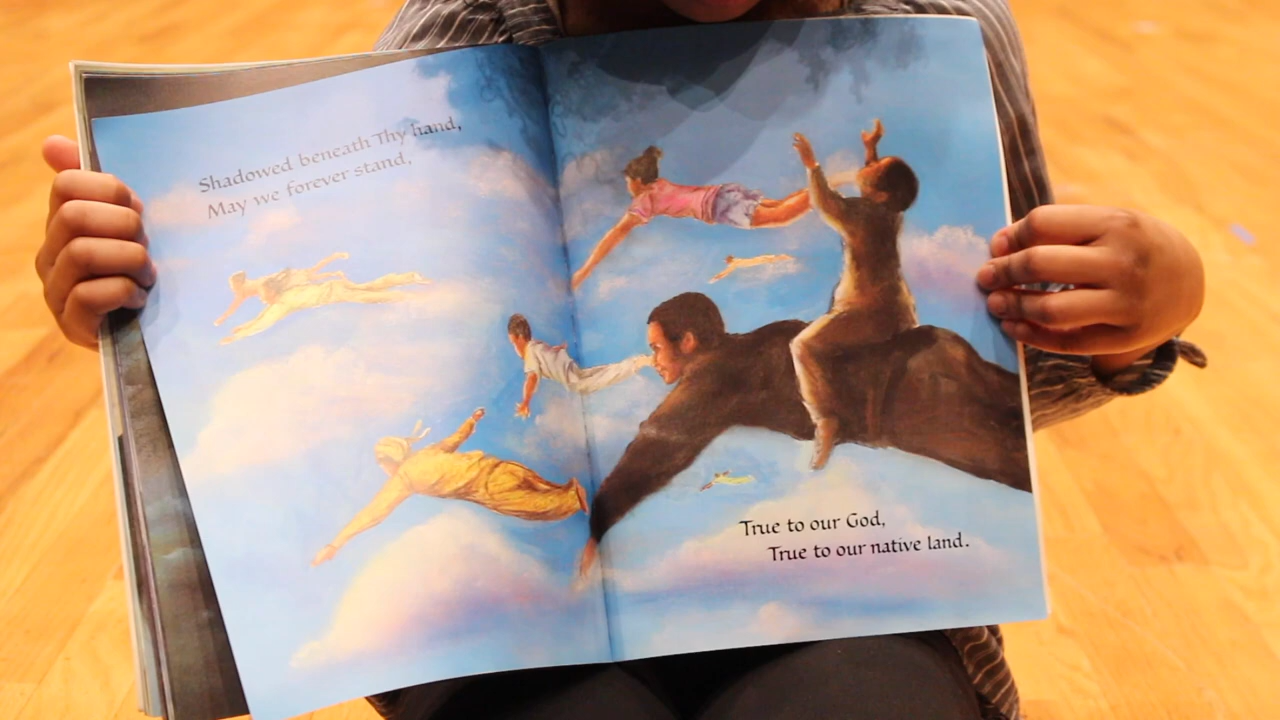 Shadowed beneath Thy hand,
May we forever stand,
True to our God,
True to our native land.